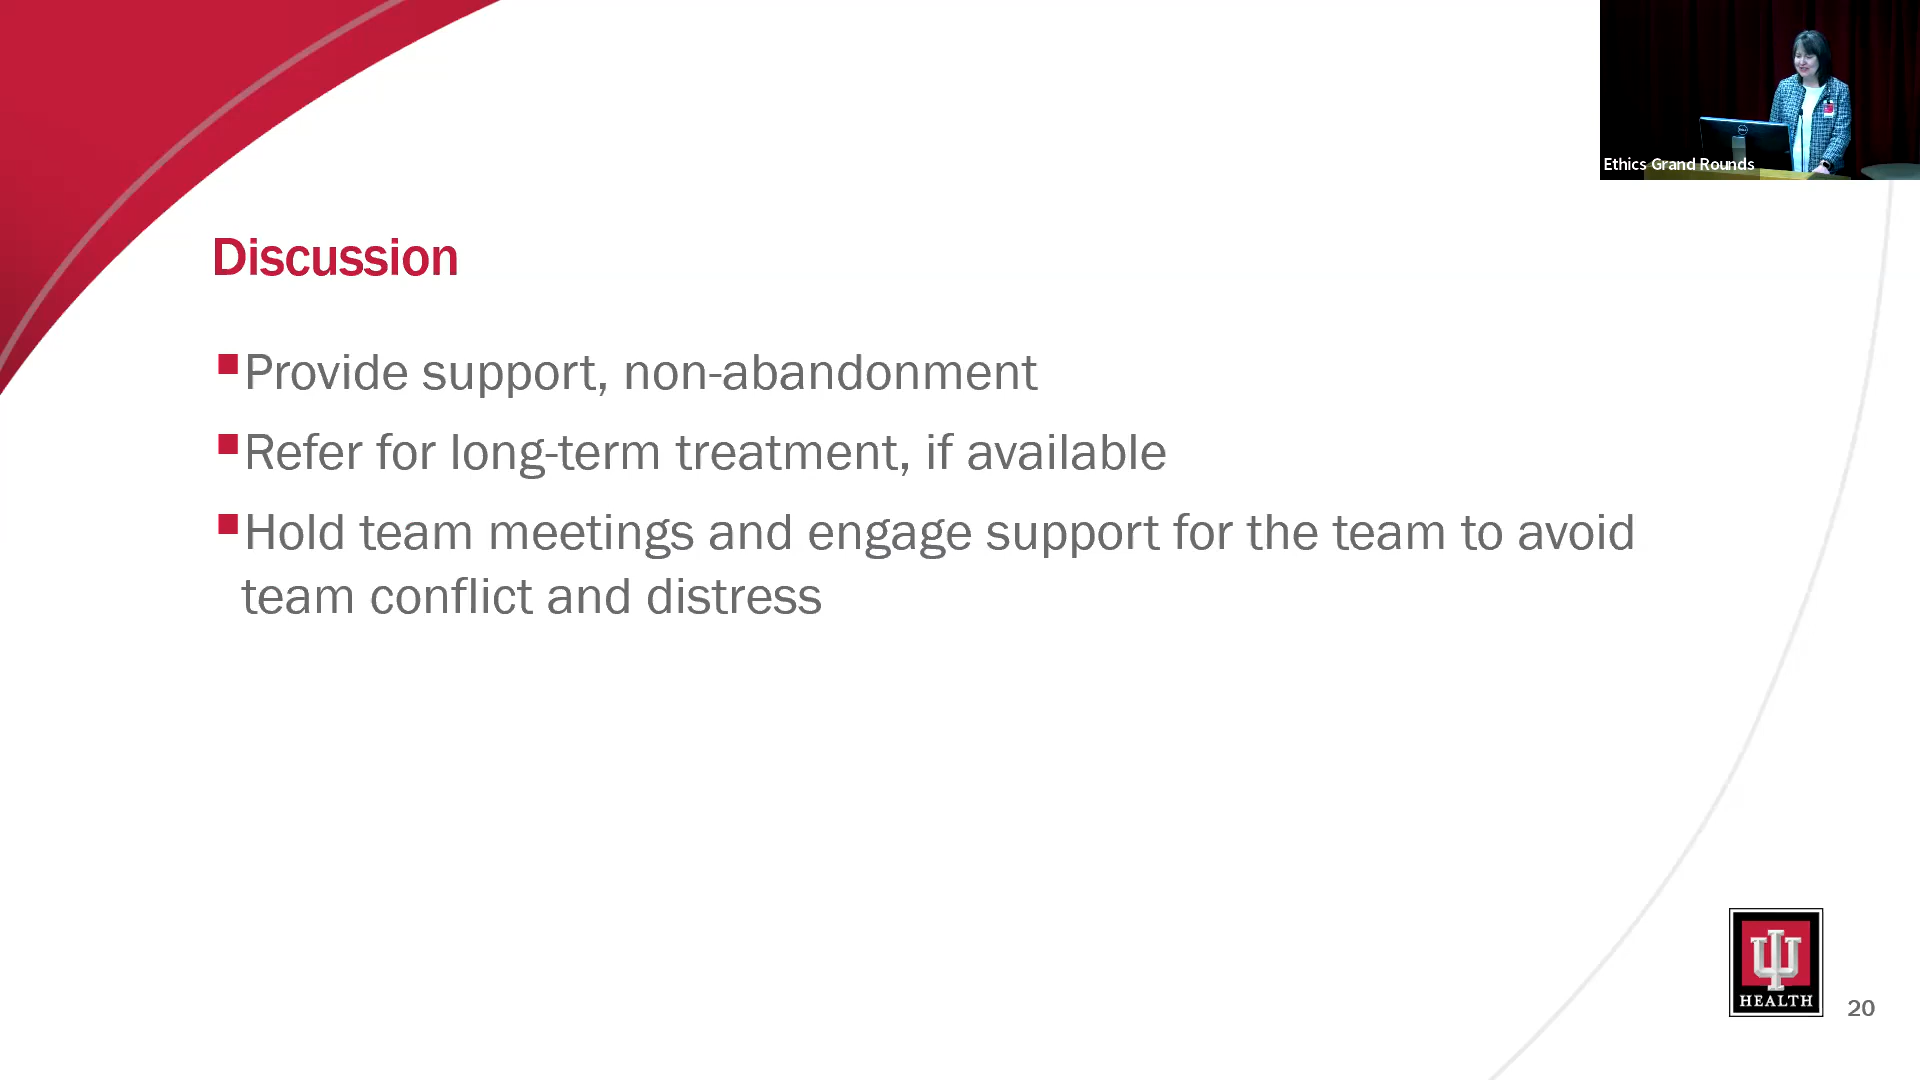 Ethics Grand Rounds
Discussion
Provide support, non-abandonment
Refer for long-term treatment, if available
Hold team meetings and engage support for the team to avoid
team conflict and distress
HEALTH
20